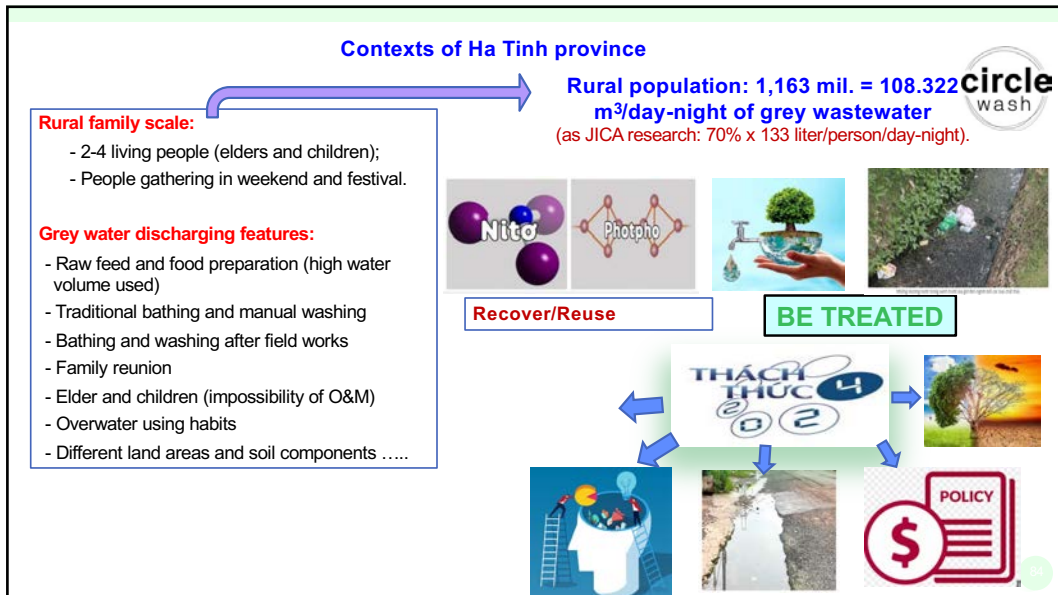 Contexts of Ha Tinh province
Rural population: 1,163 mil. = 108.322
m³/day-night of grey wastewater
(as JICA research: 70% x 133 liter/person/day-night).
circle
wash
Rural family scale:
- 2-4 living people (elders and children);
- People gathering in weekend and festival.
Grey water discharging features:
- Raw feed and food preparation (high water
volume used)
- Traditional bathing and manual washing
- Bathing and washing after field works
- Family reunion
- Elder and children (impossibility of O&M)
- Overwater using habits
- Different land areas and soil components …..
Nitơ
Photpho
Recover/Reuse
BE TREATED
THÁCH
THỨC 4
2 0 2
POLICY
$
64